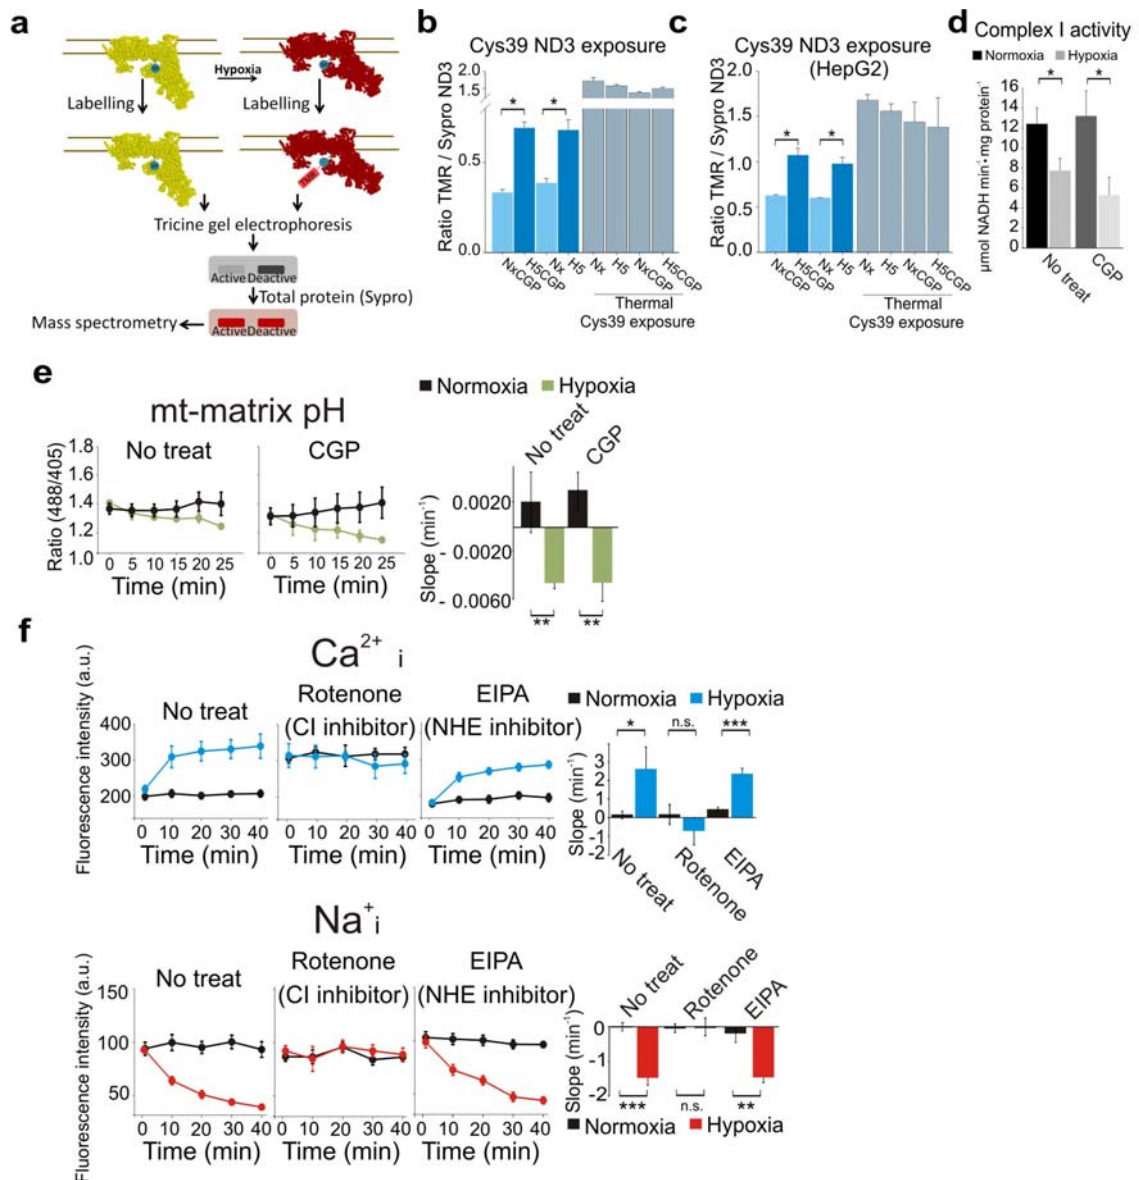 a
Hypoxia
Labelling
Labelling
TMR
Tricine gel electrophoresis
Active Deactive
Total protein (Sypro)
Mass spectrometry
Active Deactive
b
Cys39 ND3 exposure
Ratio TMR / Sypro ND3
2.0
1.5
0.5
0.0
*
*
NxCGP
H5CGP
Nx
H5
Nx
H5
NxCGP
H5CGP
Thermal
Cys39 exposure
c
Cys39 ND3 exposure
(HepG2)
Ratio TMR / Sypro ND3
2.0
1.5
1.0
0.5
0.0
*
*
NxCGP
H5CGP
Nx
H5
Nx
H5
NxCGP
H5CGP
Thermal
Cys39 exposure
d
Complex I activity
Normoxia Hypoxia
µmol NADH min⁻¹·mg protein⁻¹
16
14
12
10
8
6
4
2
0
*
*
No treat
CGP
e
mt-matrix pH
No treat
CGP
Ratio (488/405)
1.8
1.6
1.4
1.2
1.0
0 5 10 15 20 25
0 5 10 15 20 25
Time (min)
Time (min)
Normoxia Hypoxia
No treat
CGP
Slope (min⁻¹)
0.0020
- 0.0020
- 0.0060
**
**
f
Ca²⁺ i
Fluorescence intensity (a.u.)
No treat
Rotenone
(CI inhibitor)
EIPA
(NHE inhibitor)
400
300
200
0 10 20 30 40
0 10 20 30 40
0 10 20 30 40
Time (min)
Time (min)
Time (min)
Normoxia Hypoxia
* n.s. ***
Slope (min⁻¹)
3
2
1
0
-1
-2
No treat
Rotenone
EIPA
Na⁺i
Fluorescence intensity (a.u.)
No treat
Rotenone
(CI inhibitor)
EIPA
(NHE inhibitor)
150
100
50
0 10 20 30 40
0 10 20 30 40
0 10 20 30 40
Time (min)
Time (min)
Time (min)
No treat
Rotenone
EIPA
Slope (min⁻¹)
0
-1
-2
*** n.s. **
Normoxia Hypoxia